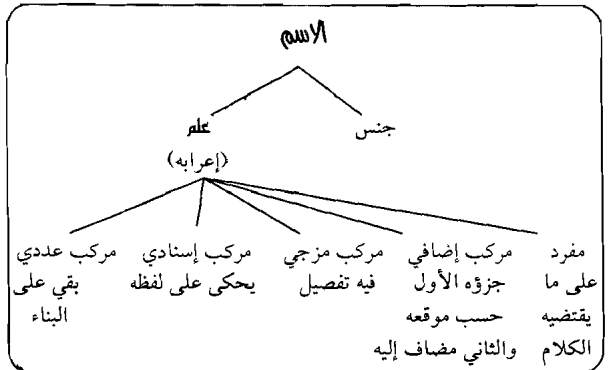 الاسم
جنس
علم
(إعرابه)
مفرد
على ما
يقتضيه
الكلام
مركب إضافي
جزؤه الأول
حسب موقعه
والثاني مضاف إليه
مركب مزجي
فيه تفصيل
مركب إسنادي
يحكى على لفظه
مركب عددي
بقي على
البناء